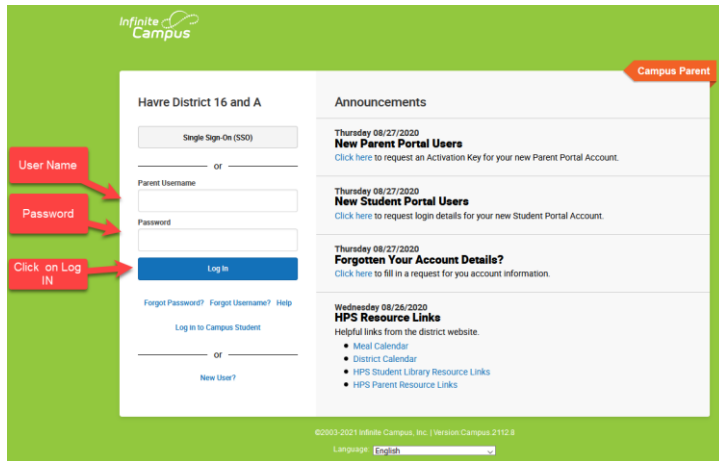 Infinite
Campus
Campus Parent
Havre District 16 and A
Single Sign-On (SSO)
or
User Name
Parent Username
Password
Password
Click on Log
IN
Log In
Forgot Password? Forgot Username? Help
Log in to Campus Student
or
New User?
Announcements
Thursday 08/27/2020
New Parent Portal Users
Click here to request an Activation Key for your new Parent Portal Account.
Thursday 08/27/2020
New Student Portal Users
Click here to request login details for your new Student Portal Account.
Thursday 08/27/2020
Forgotten Your Account Details?
Click here to fill in a request for you account information.
Wednesday 08/26/2020
HPS Resource Links
Helpful links from the district website.
Meal Calendar
District Calendar
HPS Student Library Resource Links
HPS Parent Resource Links
©2003-2021 Infinite Campus, Inc. | Version:Campus.2112.8
Language: English